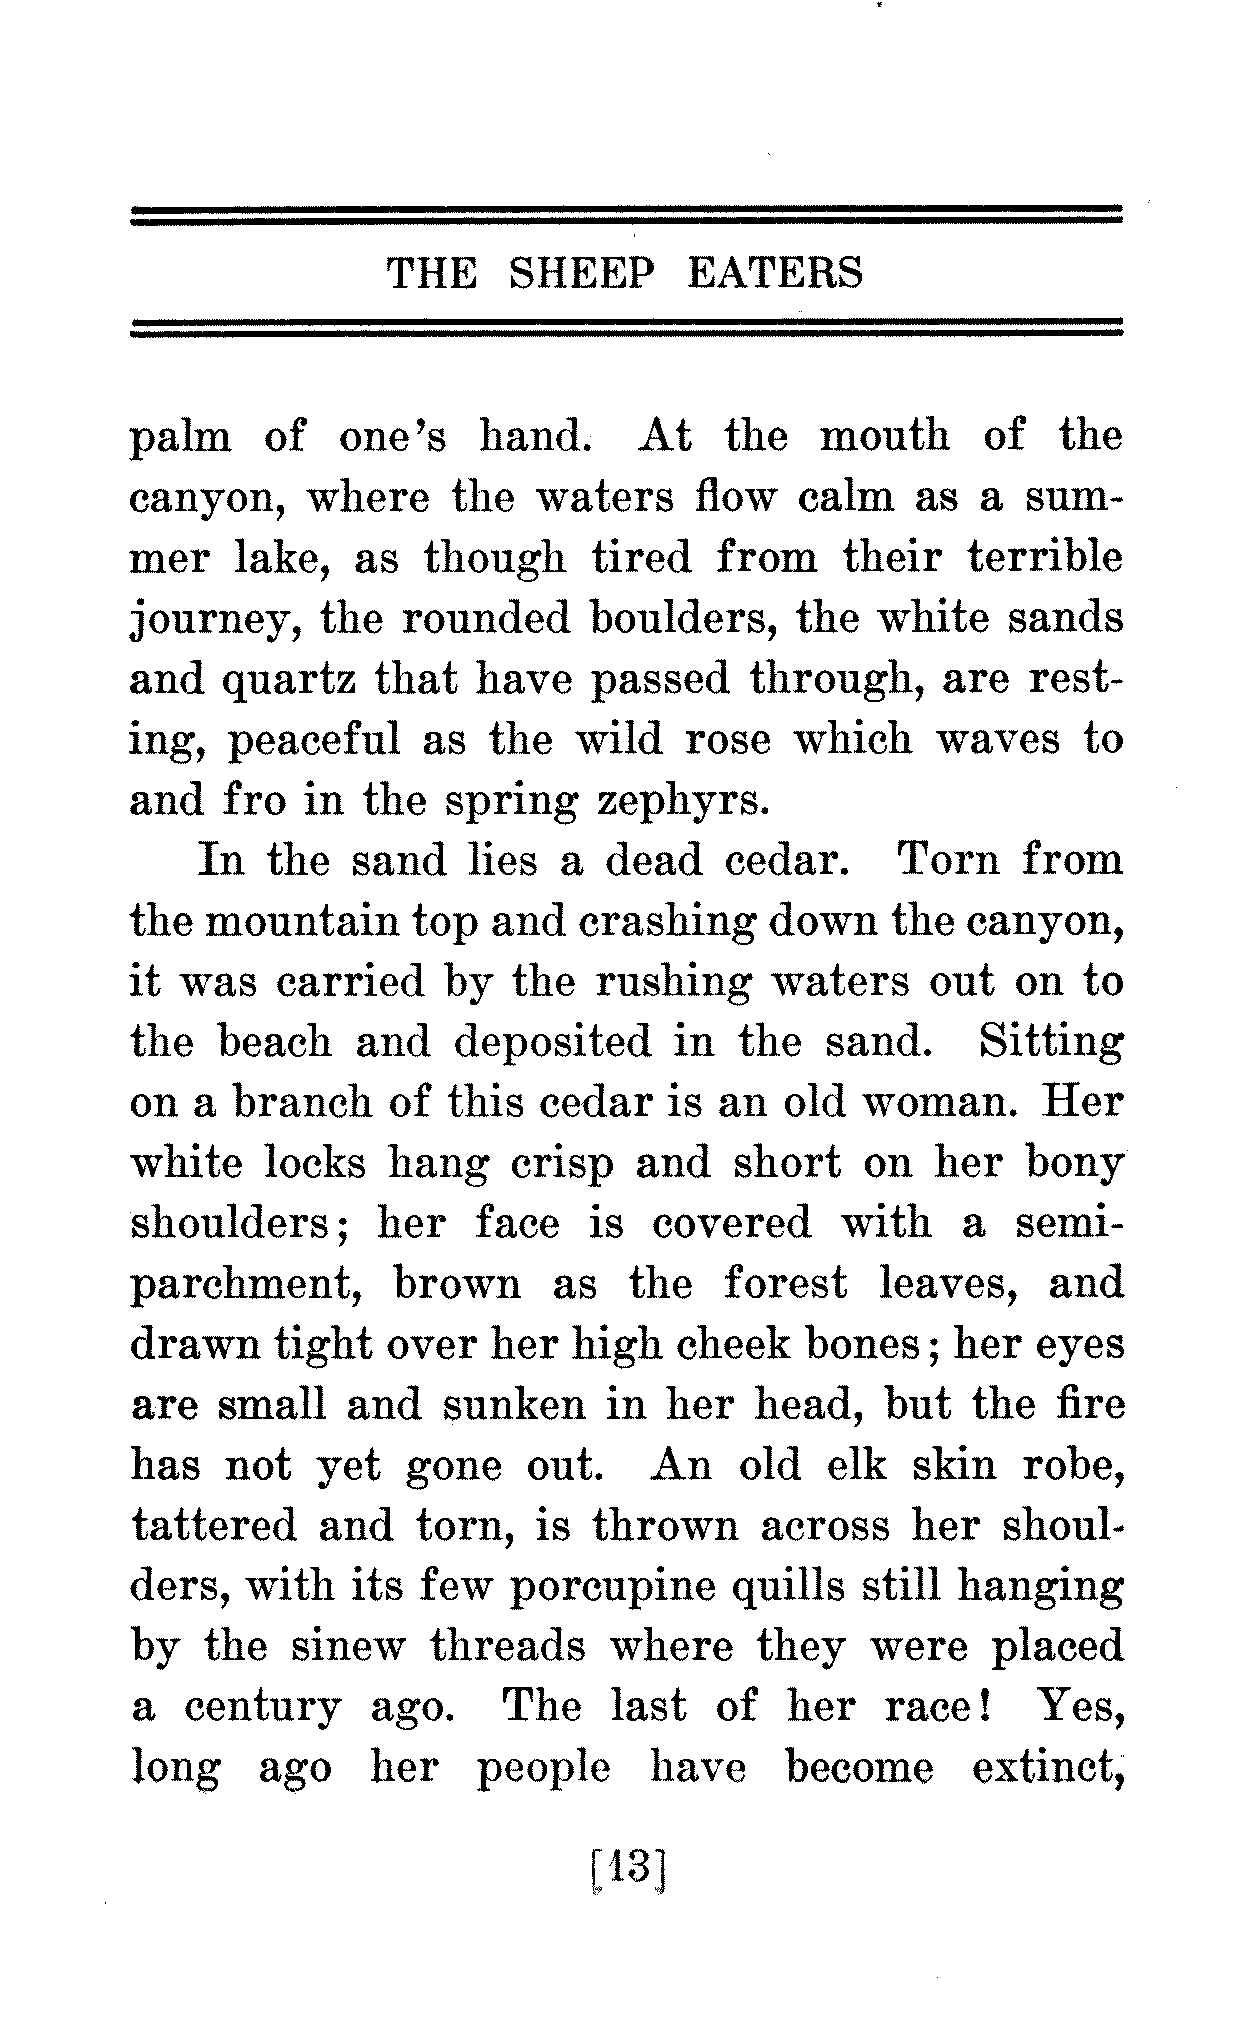 THE SHEEP EATERS
palm of one's hand. At the mouth of the
canyon, where the waters flow calm as a sum-
mer lake, as though tired from their terrible
journey, the rounded boulders, the white sands
and quartz that have passed through, are rest-
ing, peaceful as the wild rose which waves to
and fro in the spring zephyrs.
In the sand lies a dead cedar. Torn from
the mountain top and crashing down the canyon,
it was carried by the rushing waters out on to
the beach and deposited in the sand. Sitting
on a branch of this cedar is an old woman. Her
white locks hang crisp and short on her bony
shoulders; her face is covered with a semi-
parchment, brown as the forest leaves, and
drawn tight over her high cheek bones; her eyes
are small and sunken in her head, but the fire
has not yet gone out. An old elk skin robe,
tattered and torn, is thrown across her shoul-
ders, with its few porcupine quills still hanging
by the sinew threads where they were placed
a century ago. The last of her race! Yes,
long ago her people have become extinct,
[13]